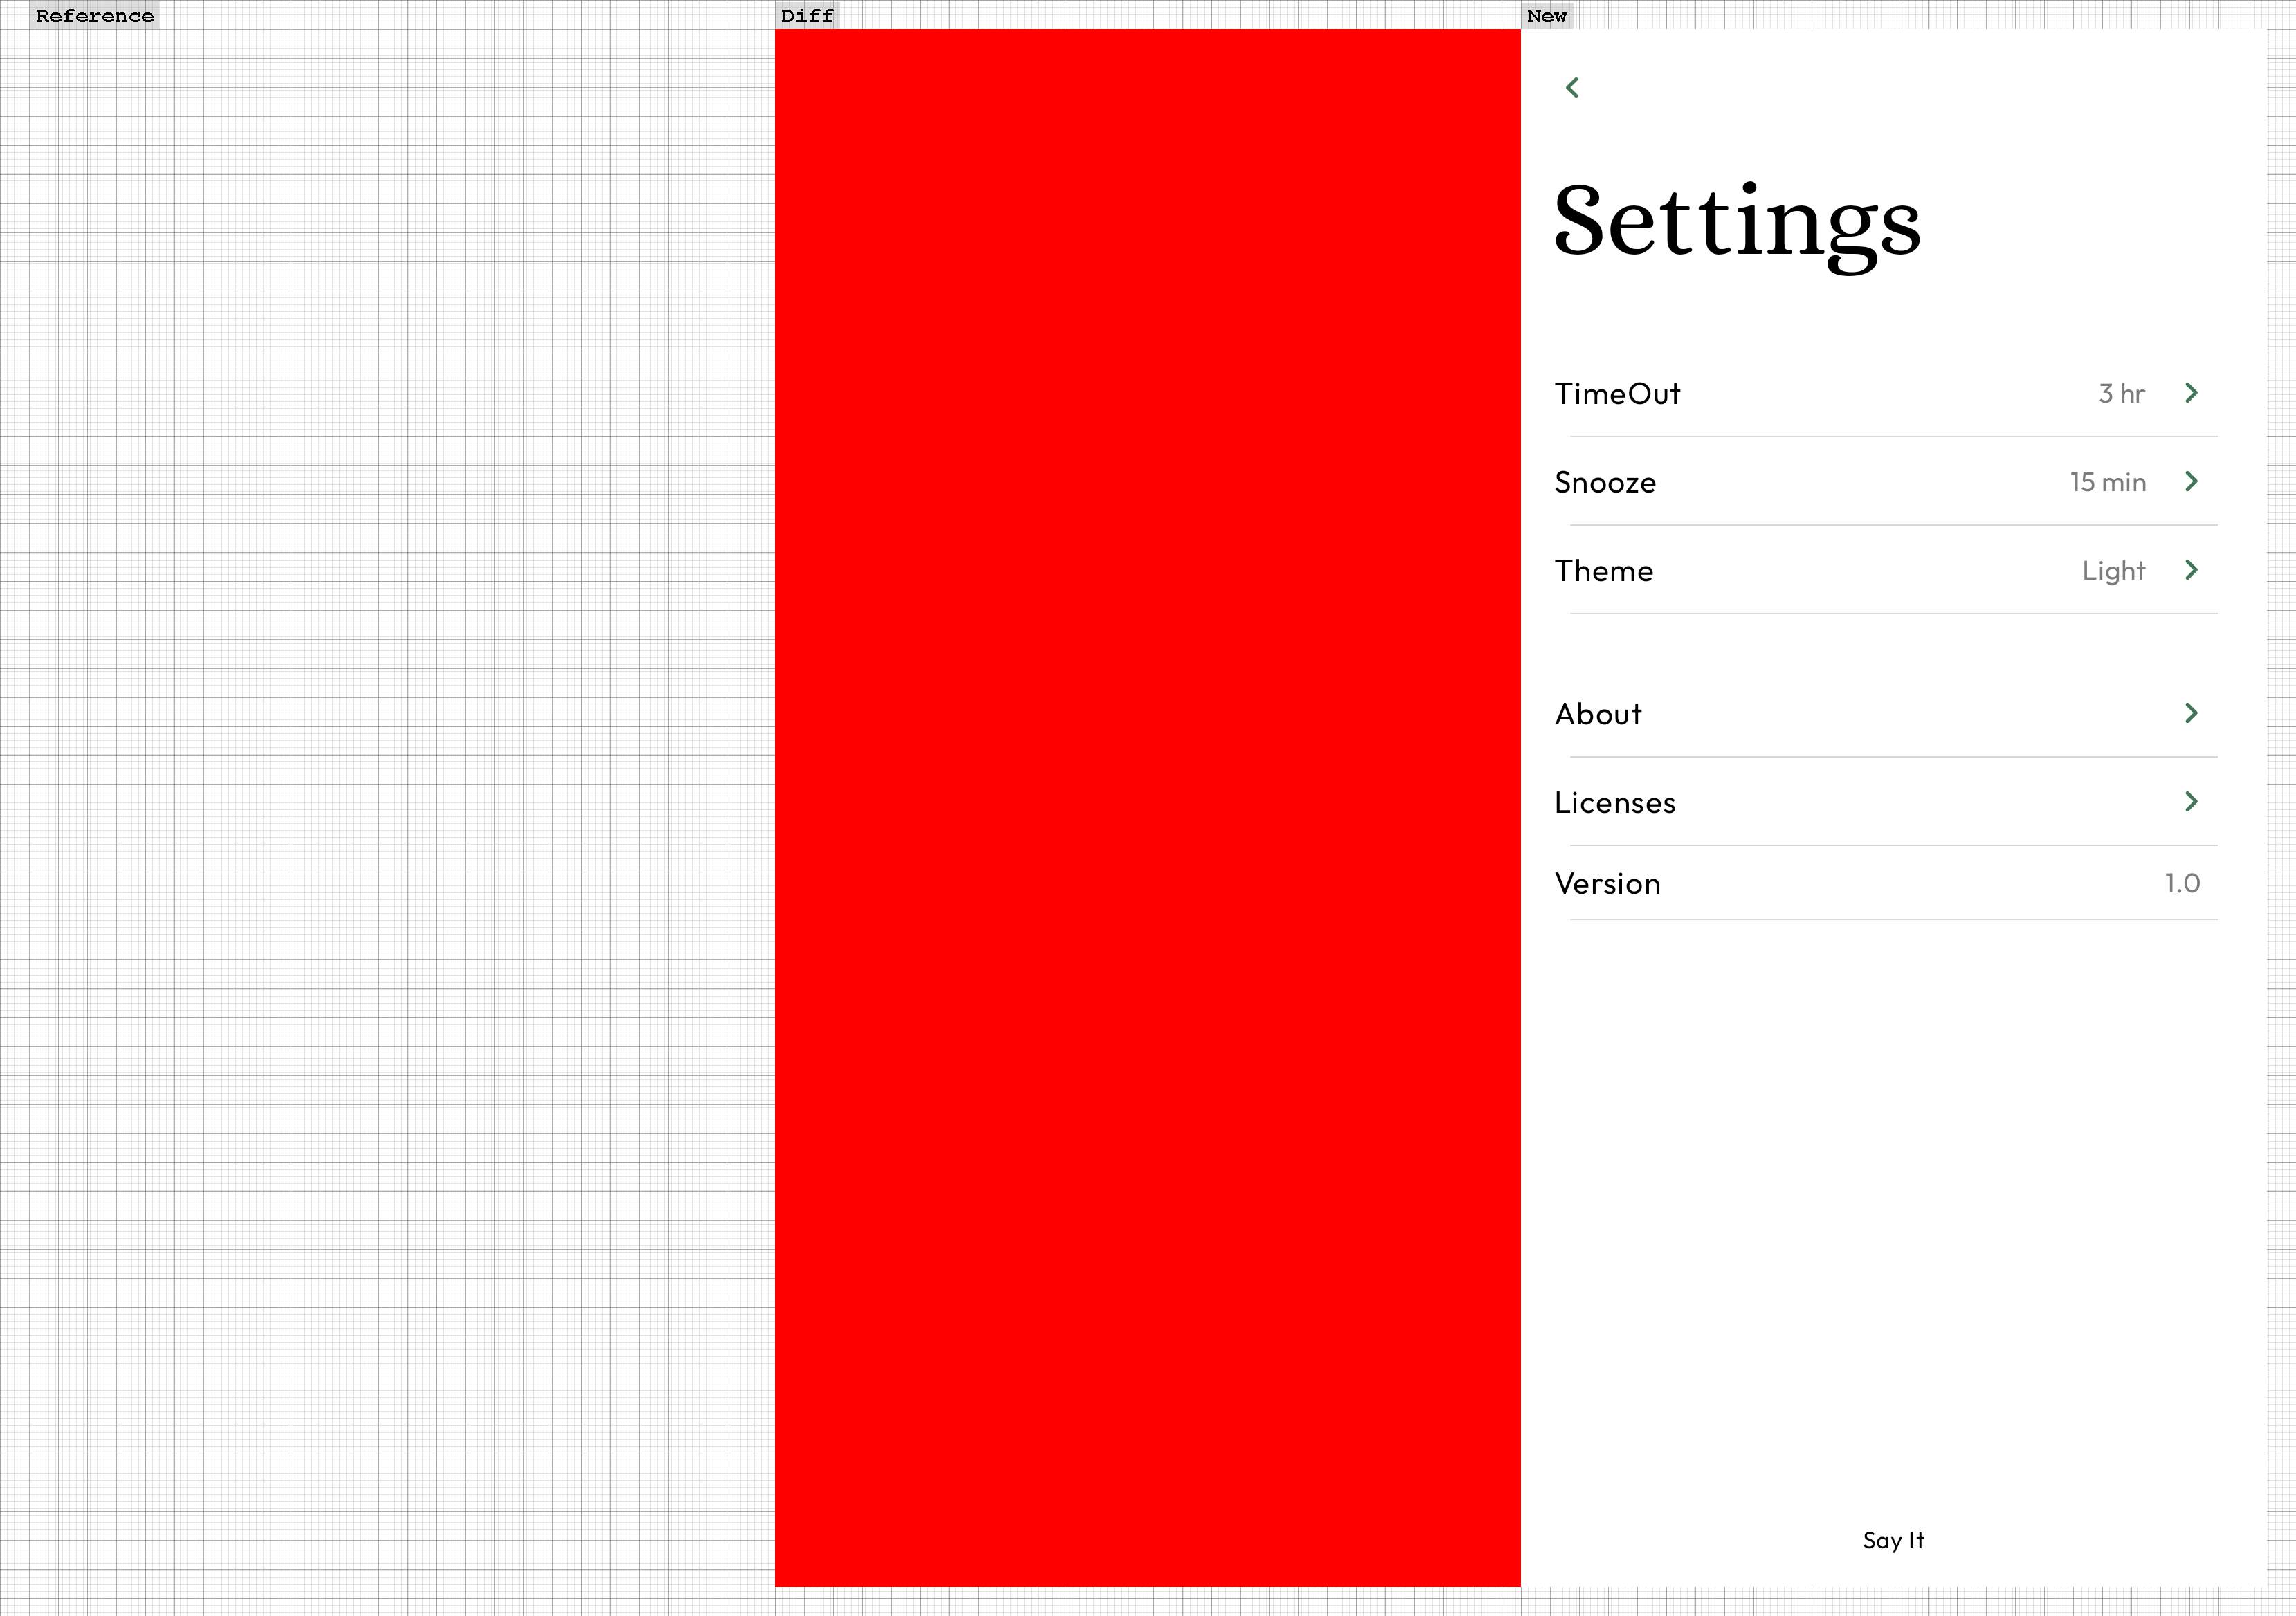 Reference
Diff
New
Settings
TimeOut 3 hr
Snooze 15 min
Theme Light
About
Licenses
Version 1.0
Say It